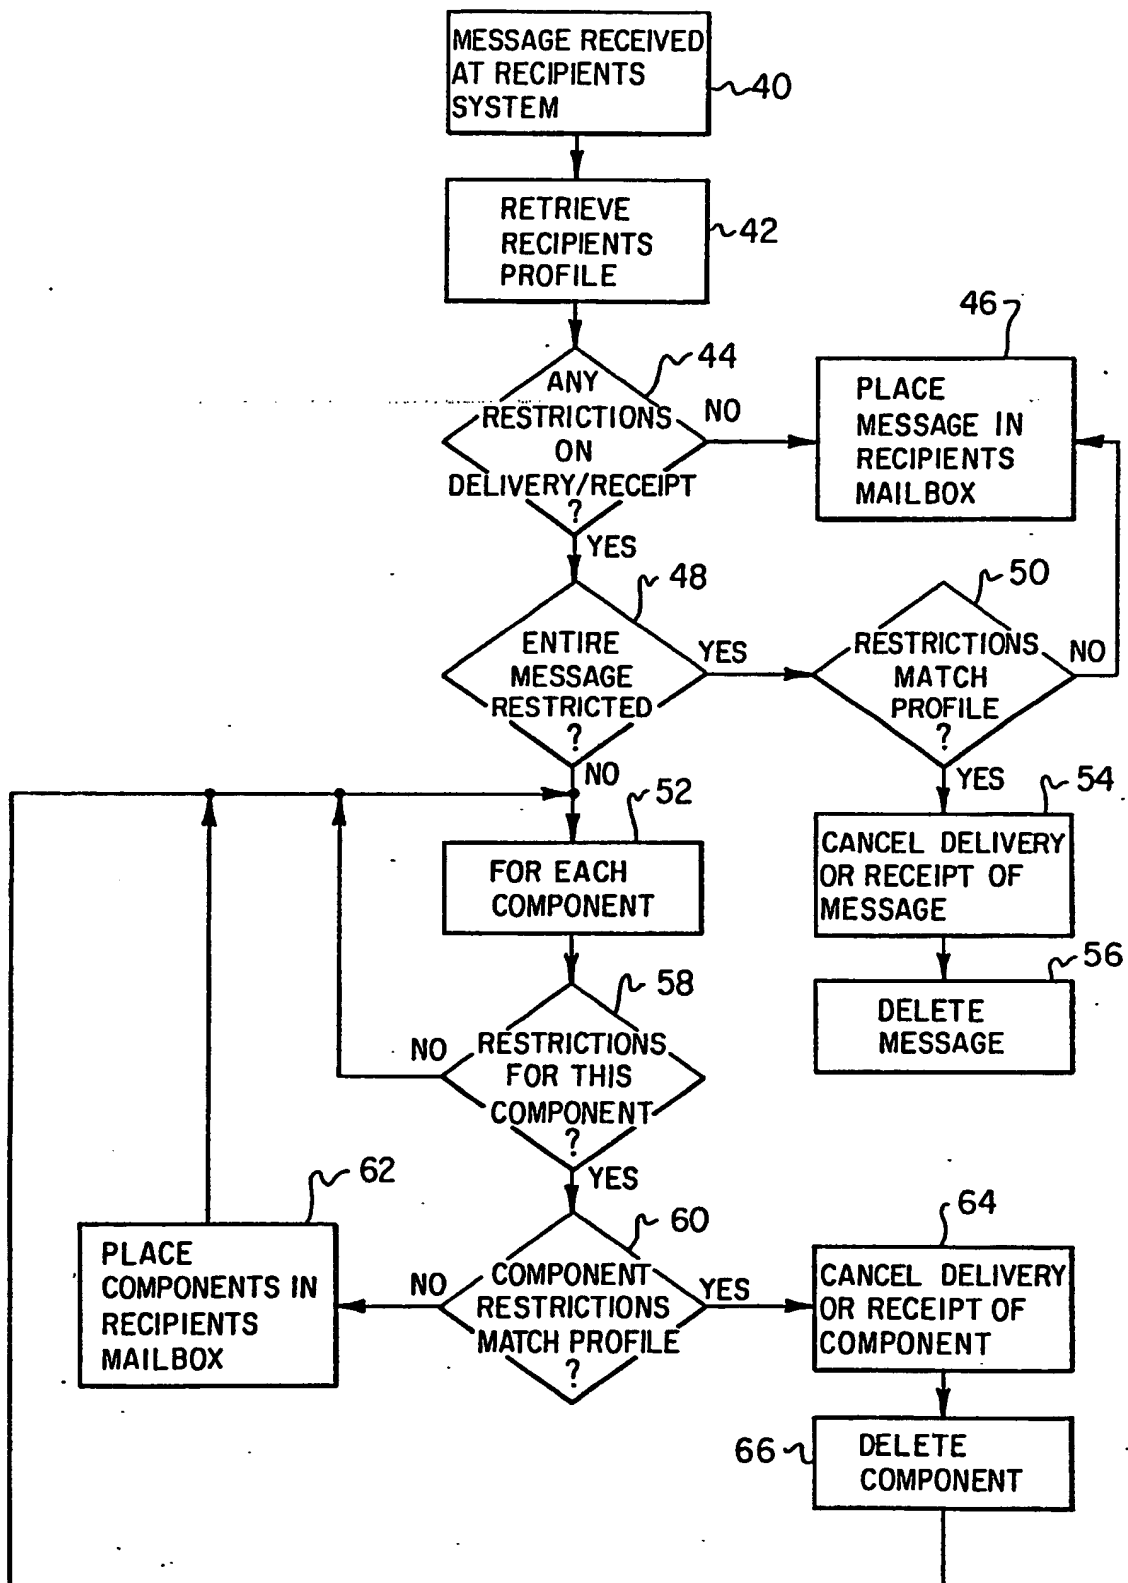 MESSAGE RECEIVED
AT RECIPIENTS
SYSTEM
40
RETRIEVE
RECIPIENTS
PROFILE
42
44
ANY
RESTRICTIONS
ON
DELIVERY/RECEIPT
?
NO
YES
46
PLACE
MESSAGE IN
RECIPIENTS
MAILBOX
48
ENTIRE
MESSAGE
RESTRICTED
?
YES
NO
50
RESTRICTIONS
MATCH
PROFILE
?
NO
YES
52
FOR EACH
COMPONENT
54
CANCEL DELIVERY
OR RECEIPT OF
MESSAGE
56
DELETE
MESSAGE
58
RESTRICTIONS
FOR THIS
COMPONENT
?
NO
YES
60
COMPONENT
RESTRICTIONS
MATCH PROFILE
?
NO
YES
62
PLACE
COMPONENTS IN
RECIPIENTS
MAILBOX
64
CANCEL DELIVERY
OR RECEIPT OF
COMPONENT
66
DELETE
COMPONENT